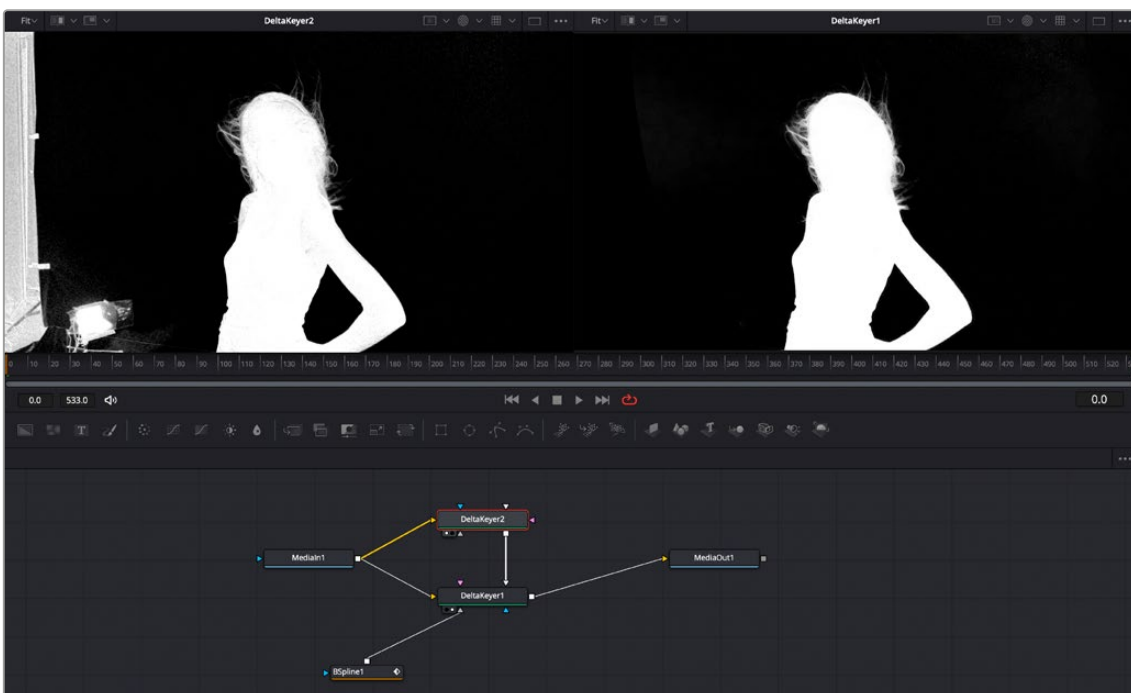 Fit DeltaKeyer2 Fit DeltaKeyer1
0 10 20 30 40 50 60 70 80 90 100 110 120 130 140 150 160 170 180 190 200 210 220 230 240 250 260 270 280 290 300 310 320 330 340 350 360 370 380 390 400 410 420 430 440 450 460 470 480 490 500 510 520
0.0 533.0 0.0
T
DeltaKeyer2
MediaIn1 MediaOut1
DeltaKeyer1
BSpline1